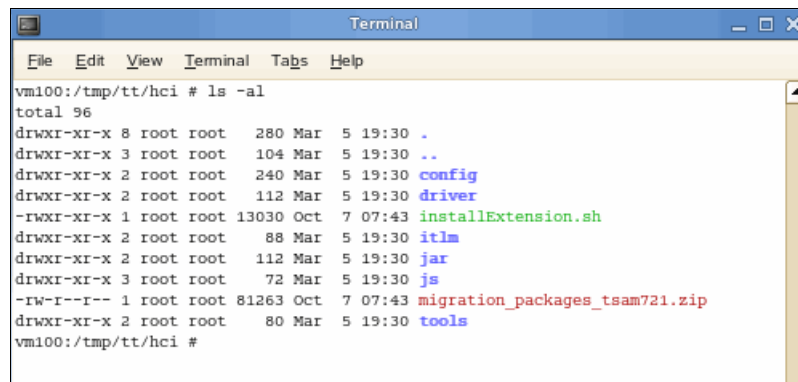 Terminal
File Edit View Terminal Tabs Help
vm100:/tmp/tt/hci # ls -al
total 96
drwxr-xr-x 8 root root   280 Mar  5 19:30 .
drwxr-xr-x 3 root root   104 Mar  5 19:30 ..
drwxr-xr-x 2 root root   240 Mar  5 19:30 config
drwxr-xr-x 2 root root   112 Mar  5 19:30 driver
-rwxr-xr-x 1 root root 13030 Oct  7 07:43 installExtension.sh
drwxr-xr-x 2 root root    88 Mar  5 19:30 itlm
drwxr-xr-x 2 root root   112 Mar  5 19:30 jar
drwxr-xr-x 3 root root    72 Mar  5 19:30 js
-rw-r--r-- 1 root root 81263 Oct  7 07:43 migration_packages_tsam721.zip
drwxr-xr-x 2 root root    80 Mar  5 19:30 tools
vm100:/tmp/tt/hci #